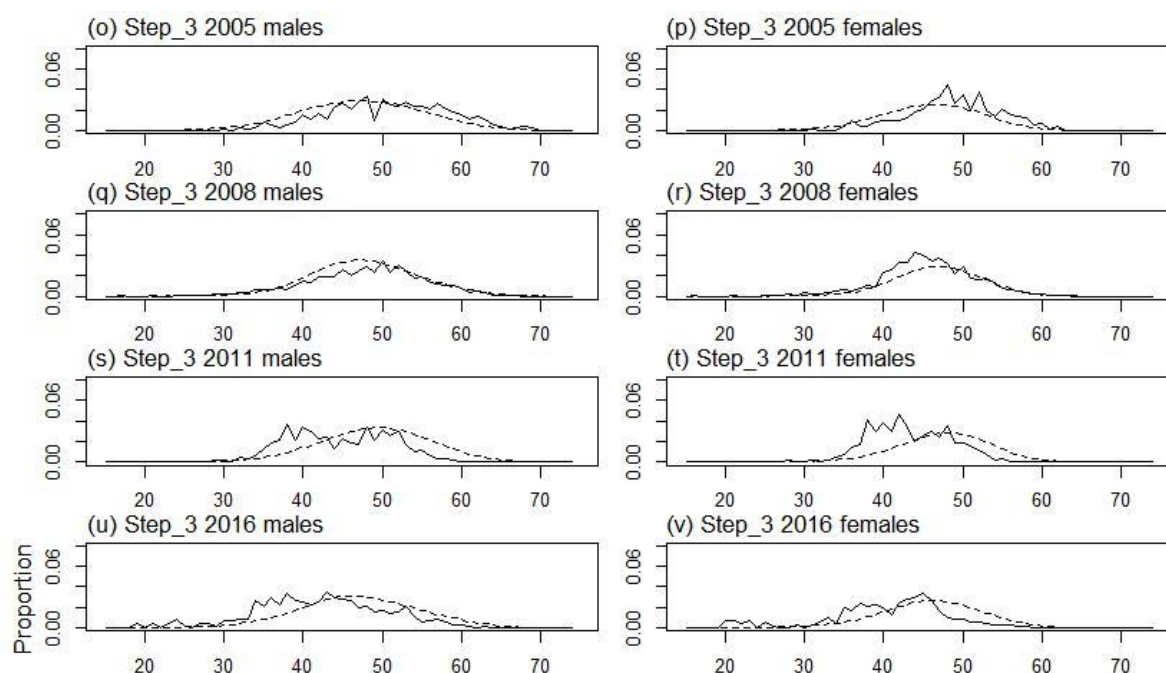 (o) Step_3 2005 males
(p) Step_3 2005 females
0.00 0.06
0.00 0.06
20 30 40 50 60 70
20 30 40 50 60 70
(q) Step_3 2008 males
(r) Step_3 2008 females
0.00 0.06
0.00 0.06
20 30 40 50 60 70
20 30 40 50 60 70
(s) Step_3 2011 males
(t) Step_3 2011 females
0.00 0.06
0.00 0.06
20 30 40 50 60 70
20 30 40 50 60 70
(u) Step_3 2016 males
(v) Step_3 2016 females
Proportion
0.00 0.06
0.00 0.06
20 30 40 50 60 70
20 30 40 50 60 70